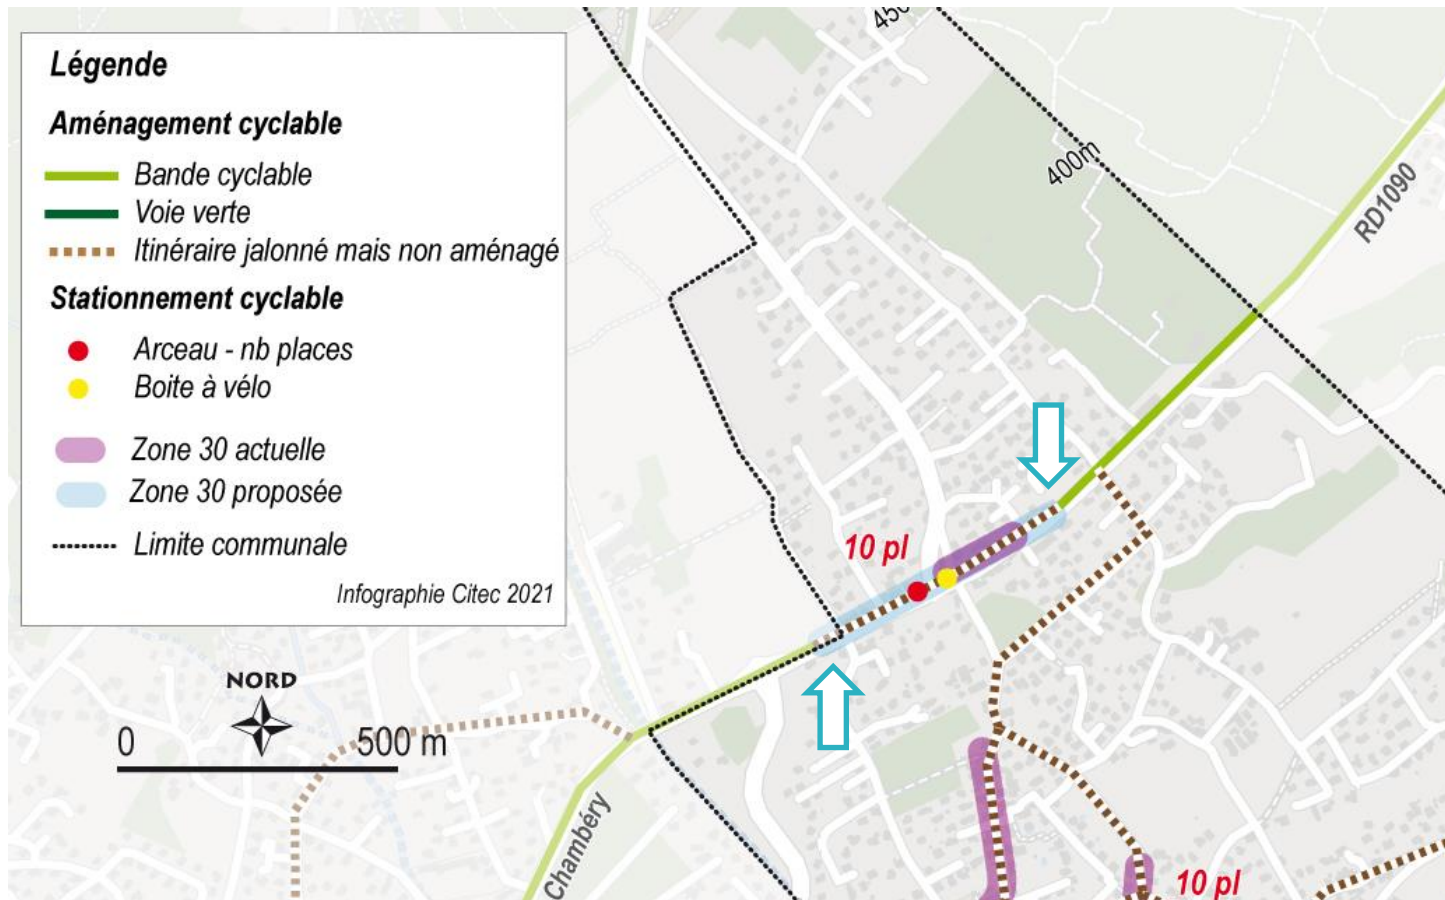 Légende
Aménagement cyclable
Bande cyclable
Voie verte
Itinéraire jalonné mais non aménagé
Stationnement cyclable
Arceau - nb places
Boite à vélo
Zone 30 actuelle
Zone 30 proposée
Limite communale
Infographie Citec 2021
400m
RD1090
10 pl
NORD
0
500 m
Chambéry
10 pl